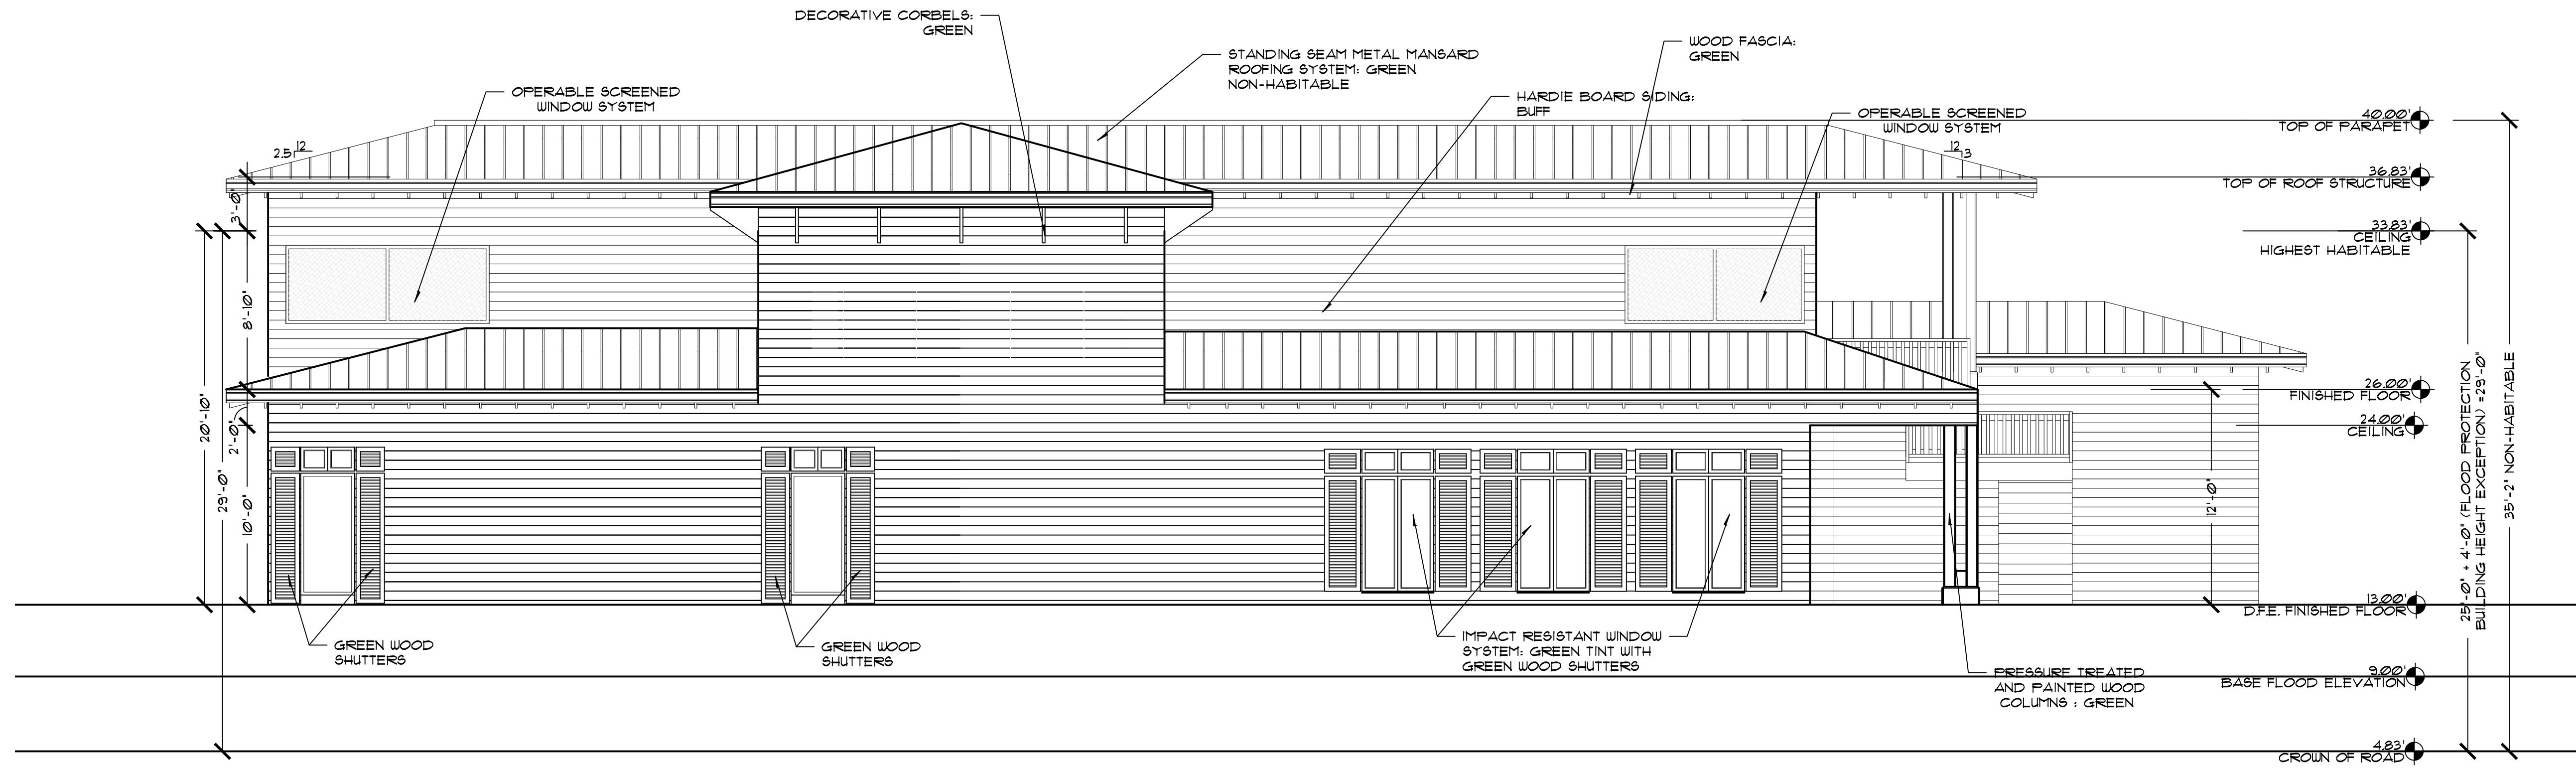 DECORATIVE CORBELS:
GREEN
STANDING SEAM METAL MANSARD
ROOFING SYSTEM: GREEN
NON-HABITABLE
WOOD FASCIA:
GREEN
OPERABLE SCREENED
WINDOW SYSTEM
HARDIE BOARD SIDING:
BUFF
OPERABLE SCREENED
WINDOW SYSTEM
40.00'
TOP OF PARAPET
12
2.5
12
3
36.83'
TOP OF ROOF STRUCTURE
3'-0"
33.83'
CEILING
HIGHEST HABITABLE
8'-10"
20'-10"
29'-0"
2'-0"
10'-0"
26.00'
FINISHED FLOOR
24.00'
CEILING
12'-0"
25'-0" + 4'-0" (FLOOD PROTECTION
BUILDING HEIGHT EXCEPTION) = 29'-0"
35'-2" NON-HABITABLE
13.00'
D.F.E. FINISHED FLOOR
GREEN WOOD
SHUTTERS
GREEN WOOD
SHUTTERS
IMPACT RESISTANT WINDOW
SYSTEM: GREEN TINT WITH
GREEN WOOD SHUTTERS
PRESSURE TREATED
AND PAINTED WOOD
COLUMNS : GREEN
9.00'
BASE FLOOD ELEVATION
4.83'
CROWN OF ROAD